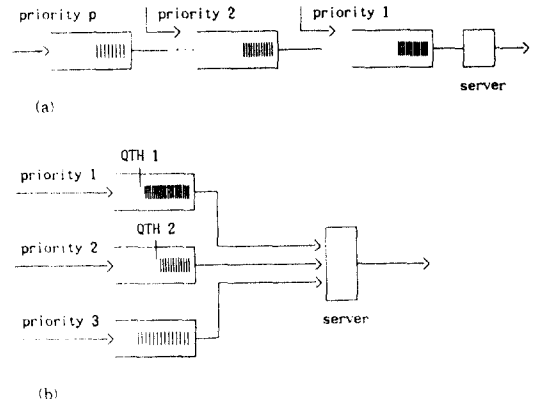 priority p priority 2 priority 1
server
(a)
QTH 1
priority 1
QTH 2
priority 2
priority 3
server
(b)